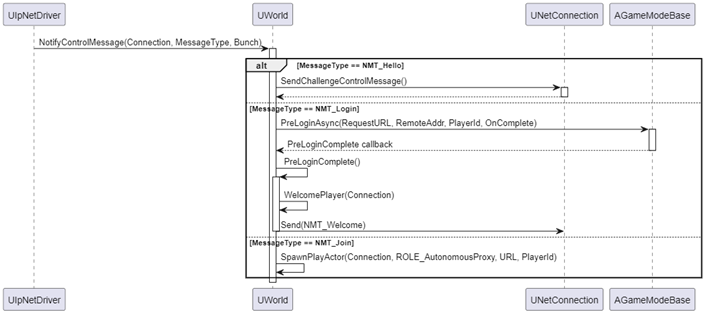 UIpNetDriver
UWorld
UNetConnection
AGameModeBase
NotifyControlMessage(Connection, MessageType, Bunch)
alt
[MessageType == NMT_Hello]
SendChallengeControlMessage()
[MessageType == NMT_Login]
PreLoginAsync(RequestURL, RemoteAddr, PlayerId, OnComplete)
PreLoginComplete callback
PreLoginComplete()
WelcomePlayer(Connection)
Send(NMT_Welcome)
[MessageType == NMT_Join]
SpawnPlayActor(Connection, ROLE_AutonomousProxy, URL, PlayerId)
UIpNetDriver
UWorld
UNetConnection
AGameModeBase